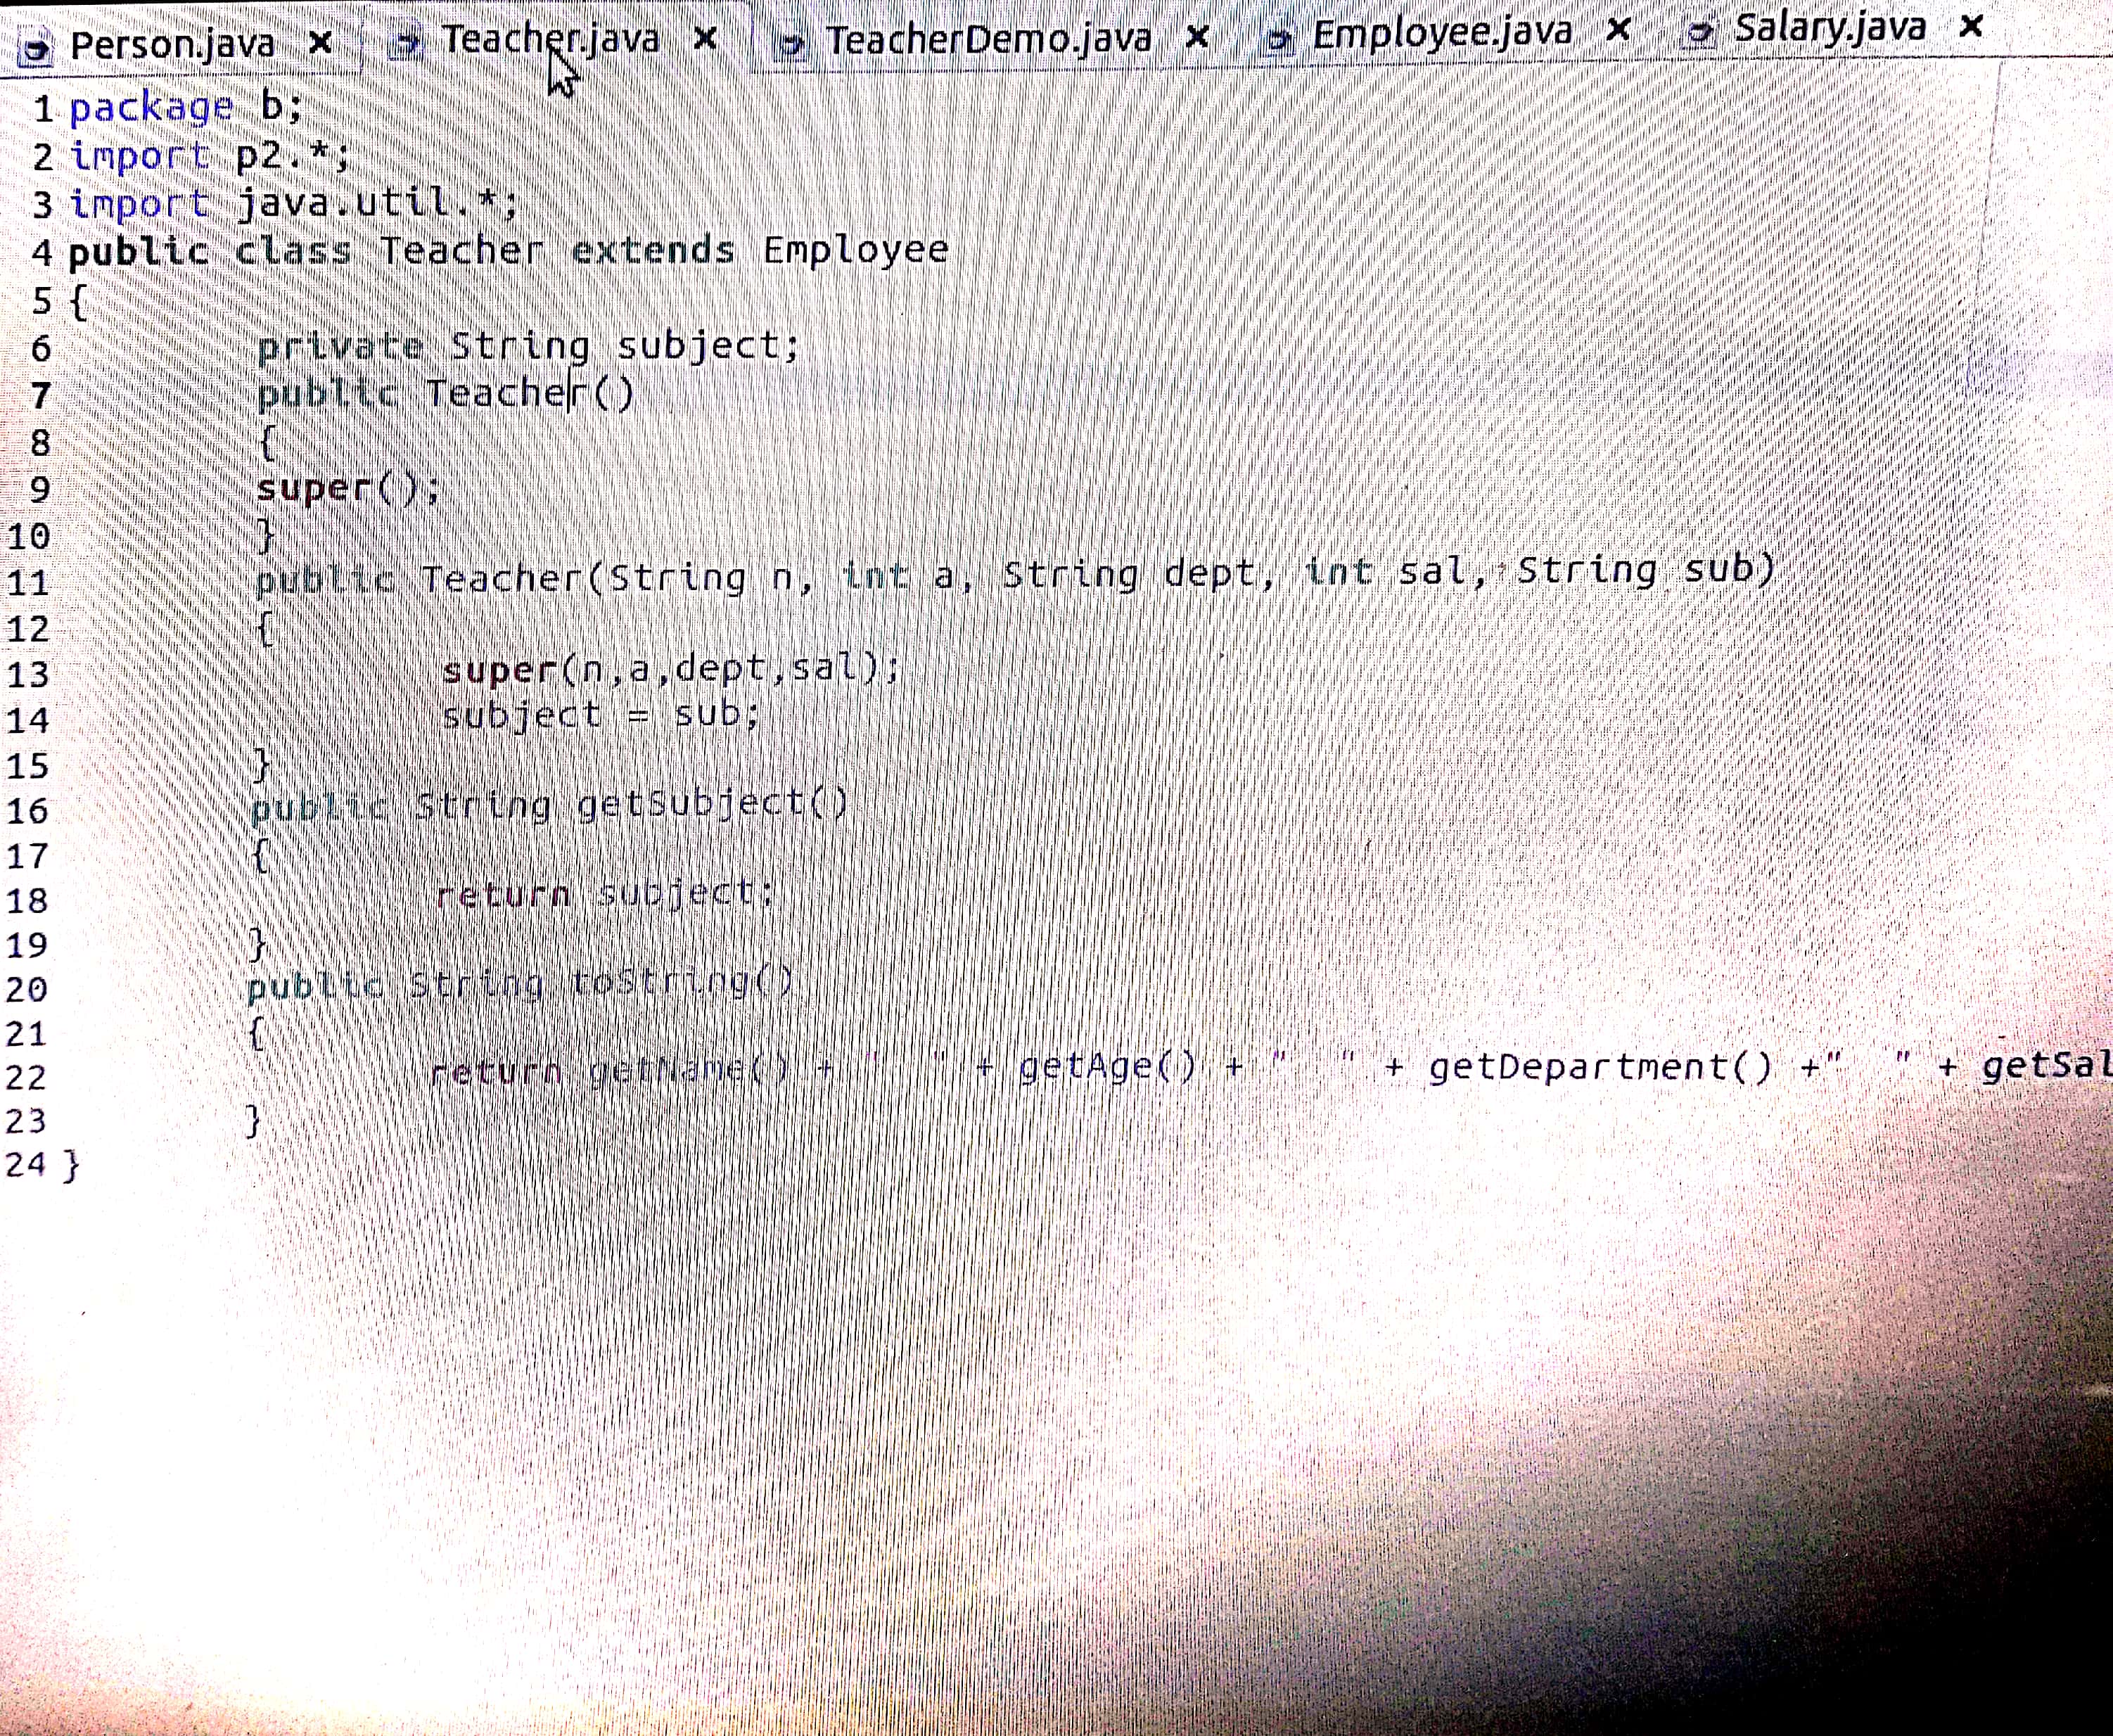 Person.java × Teacher.java × TeacherDemo.java × Employee.java × Salary.java ×
1 package b;
2 import p2.*;
3 import java.util.*;
4 public class Teacher extends Employee
5 {
6 private String subject;
7 public Teacher()
8 {
9 super();
10 }
11 public Teacher(String n, int a, String dept, int sal, String sub)
12 {
13 super(n,a,dept,sal);
14 subject = sub;
15 }
16 public String getSubject()
17 {
18 return subject;
19 }
20 public String toString()
21 {
22 return getName() + "   " + getAge() + "   " + getDepartment() +"   " + getSal
23 }
24 }